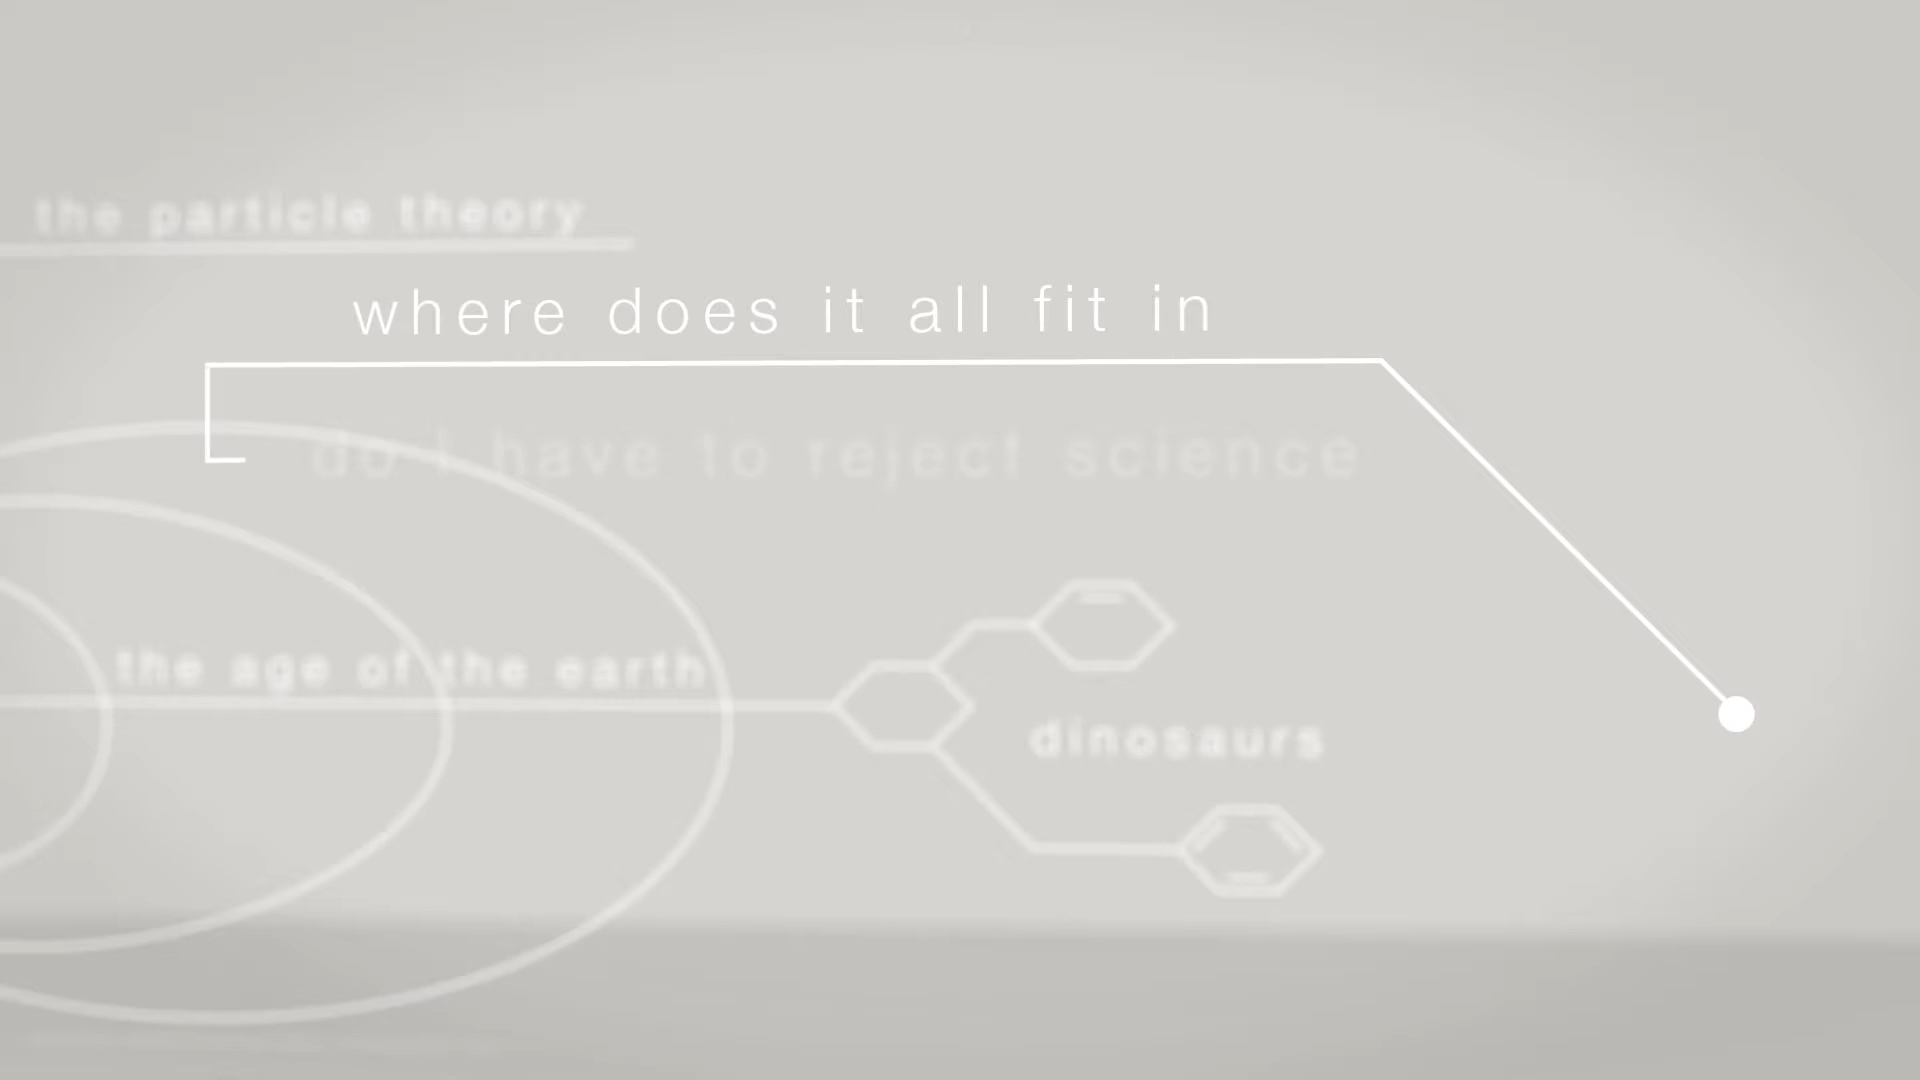 the particle theory
where does it all fit in
do I have to reject science
the age of the earth
dinosaurs